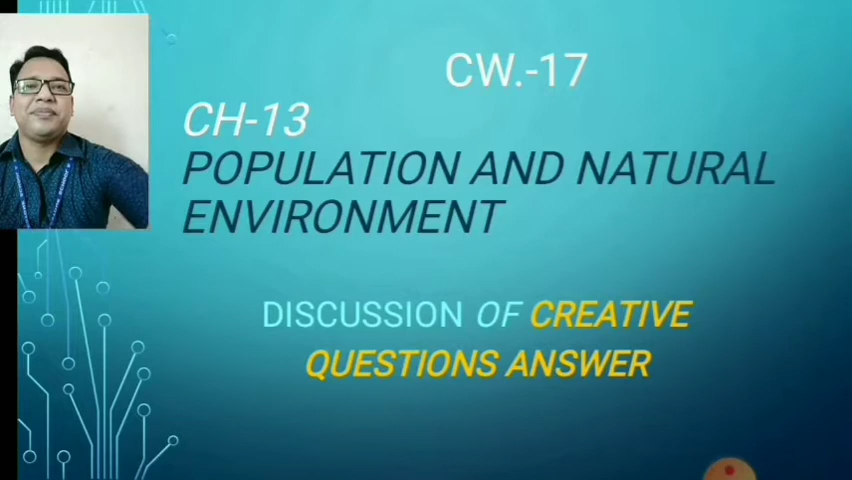 CW.-17
CH-13
POPULATION AND NATURAL
ENVIRONMENT
DISCUSSION OF CREATIVE
QUESTIONS ANSWER